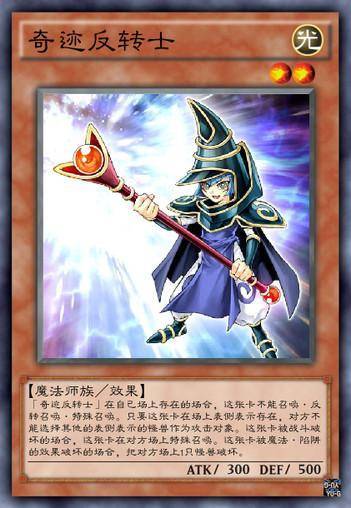 奇迹反转士
光
【魔法师族／效果】
「奇迹反转士」在自己场上存在的场合，这张卡不能召唤·反
转召唤·特殊召唤。只要这张卡在场上表侧表示存在，对方不
能选择其他的表侧表示的怪兽作为攻击对象。这张卡被战斗破
坏的场合，这张卡在对方场上特殊召唤。这张卡被魔法·陷阱
的效果破坏的场合，把对方场上1只怪兽破坏。
ATK/ 300 DEF/ 500